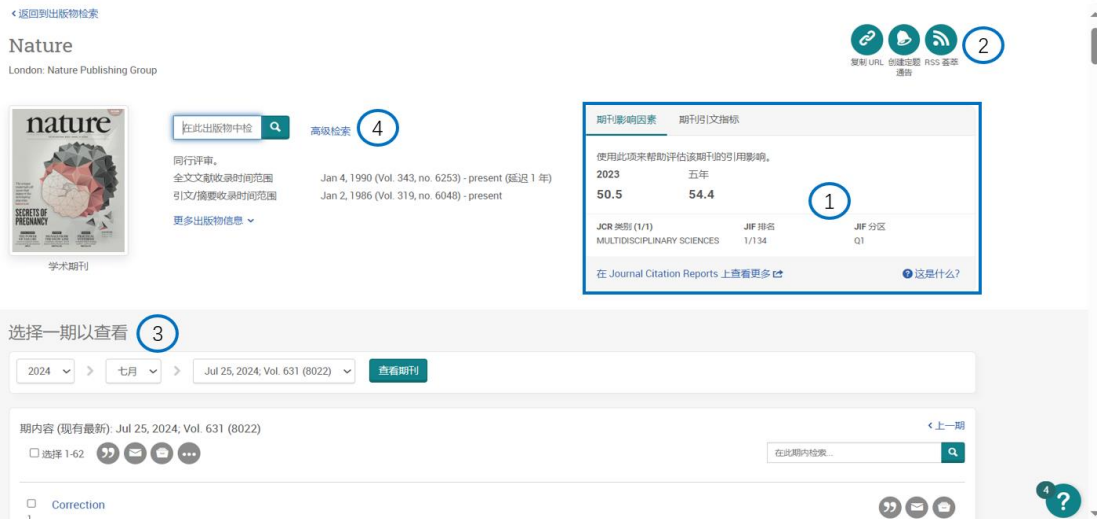 返回到出版物检索
Nature
London: Nature Publishing Group
复制 URL 创建定题通告 RSS 荟萃
2
nature
SECRETS OF PREGNANCY
学术期刊
在此出版物中检
高级检索
4
同行评审。
全文文献收录时间范围 Jan 4, 1990 (Vol. 343, no. 6253) - present (延迟 1 年)
引文/摘要收录时间范围 Jan 2, 1986 (Vol. 319, no. 6048) - present
更多出版物信息
期刊影响因素 期刊引文指标
使用此项来帮助评估该期刊的引用影响。
2023 五年
50.5 54.4
1
JCR 类别 (1/1) JIF 排名 JIF 分区
MULTIDISCIPLINARY SCIENCES 1/134 Q1
在 Journal Citation Reports 上查看更多 这是什么?
选择一期以查看 3
2024 七月 Jul 25, 2024; Vol. 631 (8022) 查看期刊
期内容 (现有最新): Jul 25, 2024; Vol. 631 (8022) 上一期
选择 1-62 在此期内检索...
Correction
1
4
?